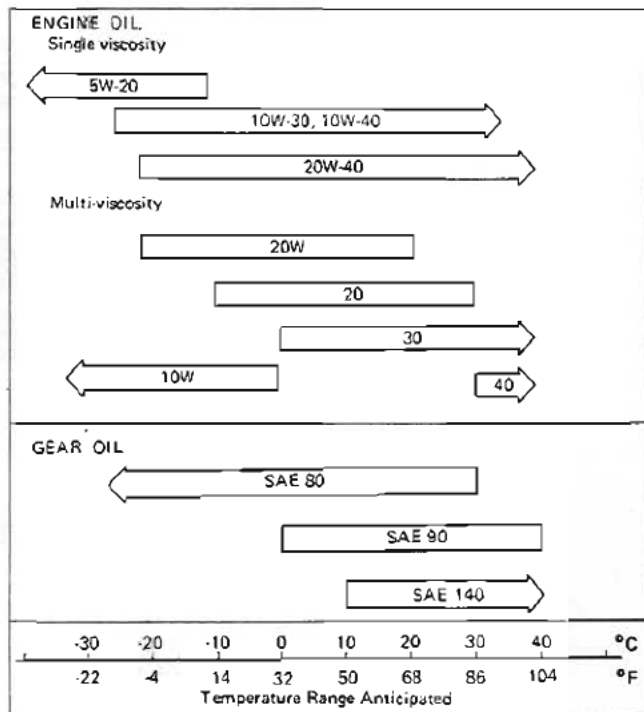 ENGINE OIL.
Single viscosity
5W-20
10W-30, 10W-40
20W-40
Multi-viscosity
20W
20
30
10W
40
GEAR OIL
SAE 80
SAE 90
SAE 140
-30 -20 -10 0 10 20 30 40 °C
-22 -4 14 32 50 68 86 104 °F
Temperature Range Anticipated